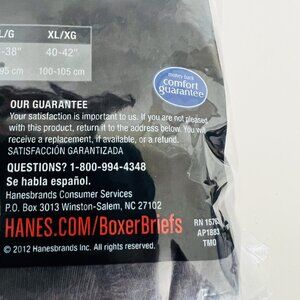 L/G XL/XG
-38" 40-42"
95 cm 100-105 cm
money back
comfort
guarantee
OUR GUARANTEE
Your satisfaction is important to us. If you are not pleased
with this product, return it to the address below. You will
receive a replacement, if available, or a refund.
SATISFACCIÓN GARANTIZADA
QUESTIONS? 1-800-994-4348
Se habla español.
Hanesbrands Consumer Services
P.O. Box 3013 Winston-Salem, NC 27102
HANES.COM/BoxerBriefs
© 2012 Hanesbrands Inc. All rights reserved.
RN 15763
AP1883
TMO